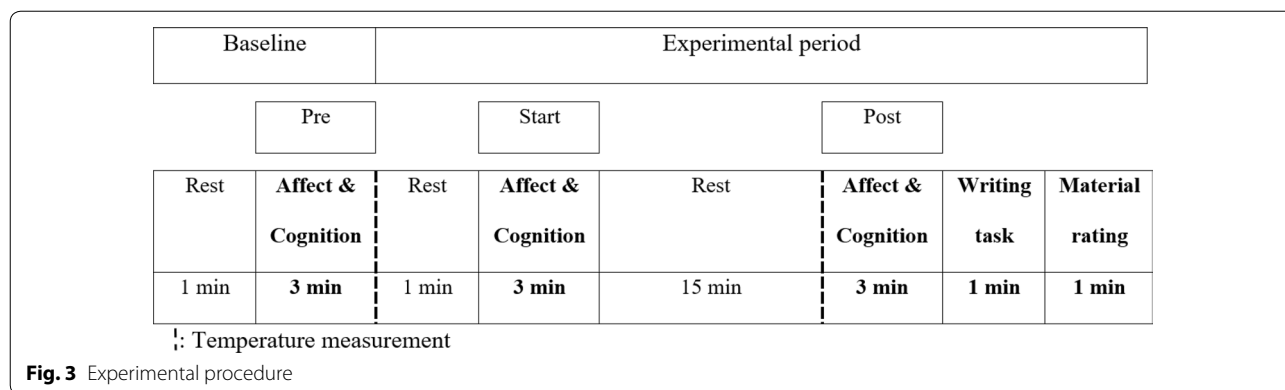 Baseline Experimental period
Pre Start Post
Rest Affect & Rest Affect & Rest Affect & Writing Material
Cognition Cognition Cognition task rating
1 min 3 min 1 min 3 min 15 min 3 min 1 min 1 min
¦: Temperature measurement
Fig. 3 Experimental procedure